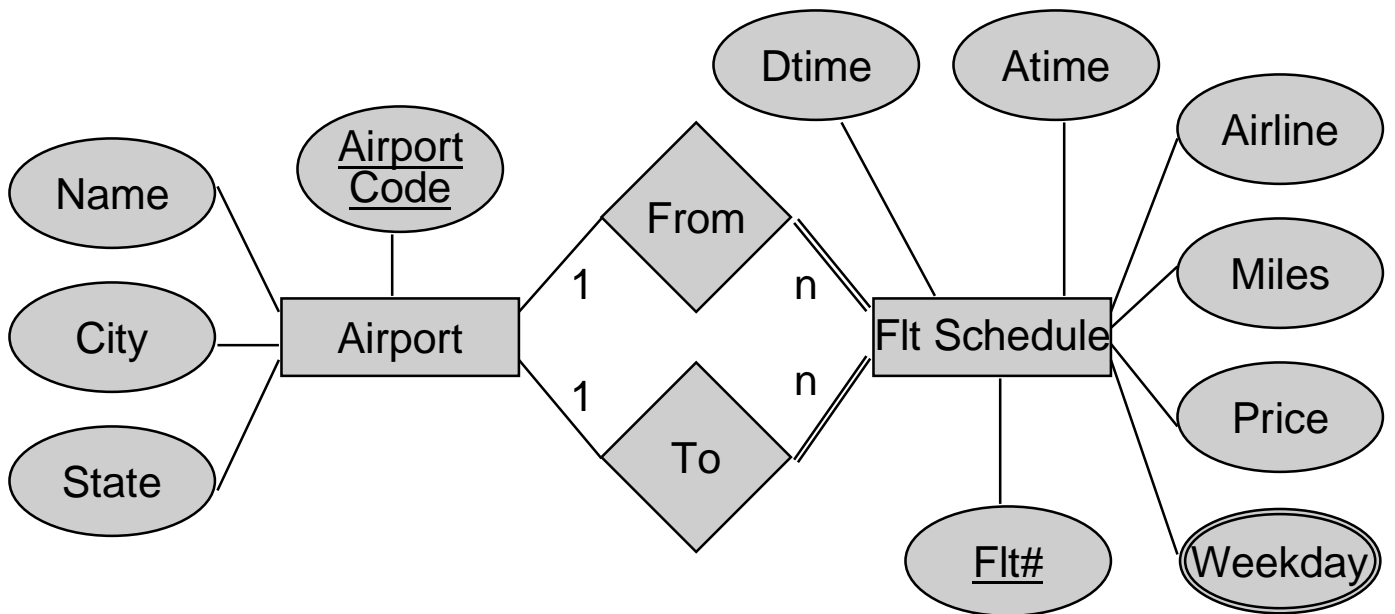 Dtime
Atime
Airline
Airport
Code
Name
From
Miles
1
n
City
Airport
Flt Schedule
1
n
Price
To
State
Flt#
Weekday